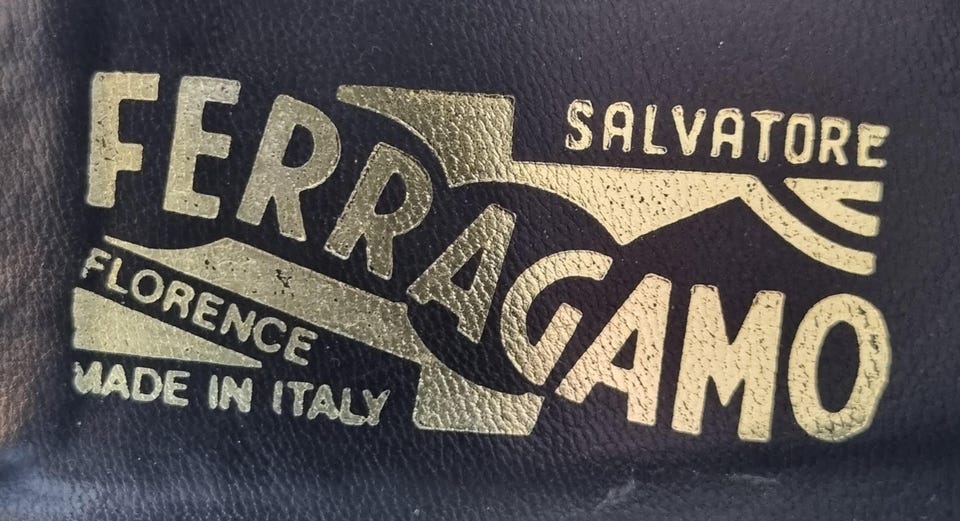 SALVATORE
FERRAGAMO
FLORENCE
MADE IN ITALY